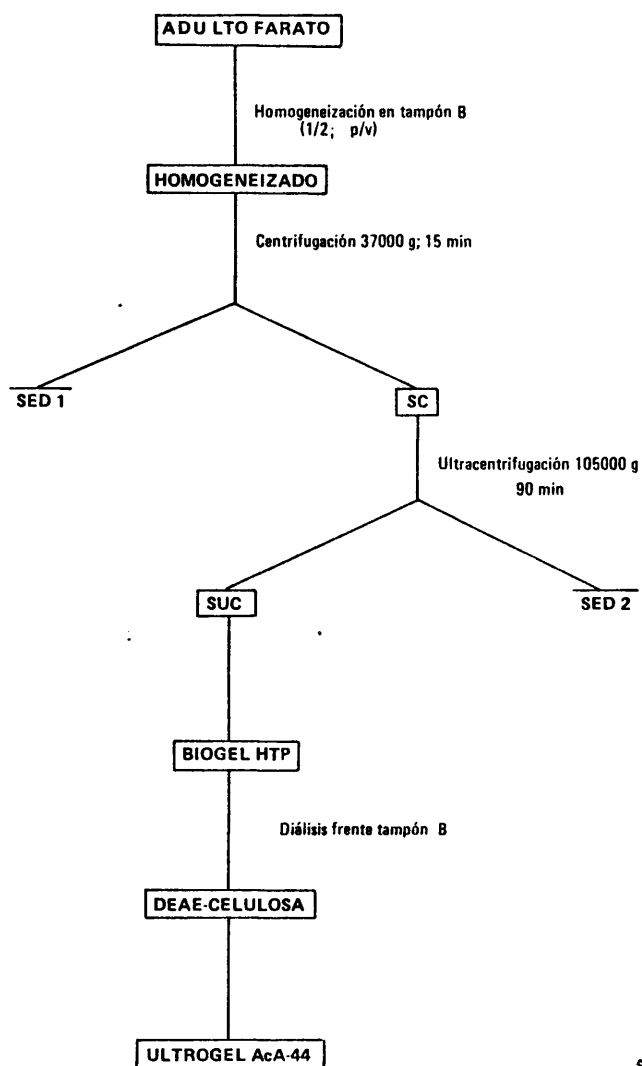 ADU LTO FARATO
Homogeneización en tampón B
(1/2; p/v)
HOMOGENEIZADO
Centrifugación 37000 g; 15 min
SED 1
SC
Ultracentrifugación 105000 g
90 min
SUC
SED 2
BIOGEL HTP
Diálisis frente tampón B
DEAE-CELULOSA
ULTROGEL AcA-44